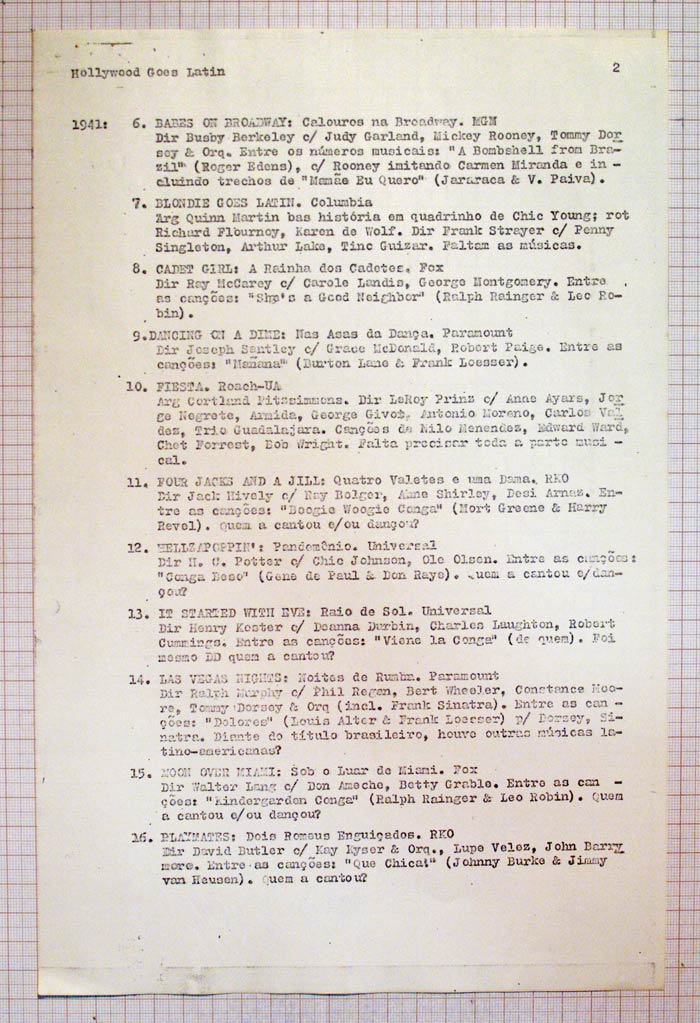 Hollywood Goes Latin 2
1941: 6. BABES ON BROADWAY: Calouros na Broadway. MGM
Dir Busby Berkeley c/ Judy Garland, Mickey Rooney, Tommy Dor
sey & Orq. Entre os números musicais: "A Bombshell from Bra-
zil" (Roger Edens), c/ Rooney imitando Carmen Miranda e in -
cluindo trechos de "Mamãe Eu Quero" (Jararaca & V. Paiva).
7. BLONDIE GOES LATIN. Columbia
Arg Quinn Martin bas história em quadrinho de Chic Young; rot
Richard Flournoy, Karen de Wolf. Dir Frank Strayer c/ Penny
Singleton, Arthur Lake, Tino Guizar. Faltam as músicas.
8. CADET GIRL: A Rainha dos Cadetes. Fox
Dir Ray McCarey c/ Carole Landis, George Montgomery. Entre
as canções: "She's a Good Neighbor" (Ralph Rainger & Leo Ro-
bin).
9.DANCING ON A DIME: Nas Asas da Dança. Paramount
Dir Joseph Santley c/ Grace McDonald, Robert Paige. Entre as
canções: "Mañana" (Burton Lane & Frank Loesser).
10. FIESTA. Roach-UA
Arg Cortland Fitzsimmons. Dir LeRoy Prinz c/ Anne Ayars, Jor
ge Negrete, Armida, George Givot, Antonio Moreno, Carlos Val
dez, Trio Guadalajara. Canções de Nilo Menendez, Edward Ward,
Chet Forrest, Bob Wright. Falta precisar toda a parte musi -
cal.
11. FOUR JACKS AND A JILL: Quatro Valetes e uma Dama. RKO
Dir Jack Hively c/ Ray Bolger, Anne Shirley, Desi Arnaz. En-
tre as canções: "Boogie Woogie Conga" (Mort Greene & Harry
Revel). Quem a cantou e/ou dançou?
12. HELLZAPOPPIN': Pandemônio. Universal
Dir H. C. Potter c/ Chic Johnson, Ole Olsen. Entre as canções:
"Conga Beso" (Gene de Paul & Don Raye). Quem a cantou e/dan-
çou?
13. IT STARTED WITH EVE: Raio de Sol. Universal
Dir Henry Koster c/ Deanna Durbin, Charles Laughton, Robert
Cummings. Entre as canções: "Viene la Conga" (de quem). Foi
mesmo DD quem a cantou?
14. LAS VEGAS NIGHTS: Noites de Rumba. Paramount
Dir Ralph Murphy c/ Phil Regan, Bert Wheeler, Constance Moo-
re, Tommy Dorsey & Orq (incl. Frank Sinatra). Entre as can -
ções: "Dolores" (Louis Alter & Frank Loesser) p/ Dorsey, Si-
natra. Diante do título brasileiro, houve outras músicas la-
tino-americanas?
15. MOON OVER MIAMI: Sob o Luar de Miami. Fox
Dir Walter Lang c/ Don Ameche, Betty Grable. Entre as can -
ções: "Kindergarden Conga" (Ralph Rainger & Leo Robin). Quem
a cantou e/ou dançou?
16. PLAYMATES: Dois Romeus Enguiçados. RKO
Dir David Butler c/ Kay Kyser & Orq., Lupe Velez, John Barry
more. Entre as canções: "Que Chica!" (Johnny Burke & Jimmy
van Heusen). Quem a cantou?